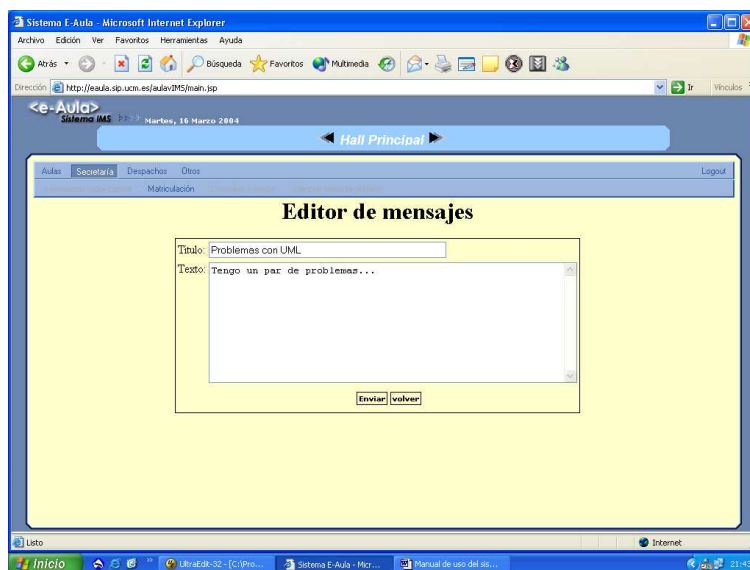 Sistema E-Aula - Microsoft Internet Explorer
Archivo Edición Ver Favoritos Herramientas Ayuda
Atrás Búsqueda Favoritos Multimedia
Dirección http://eaula.sip.ucm.es/aulavIMS/main.jsp Ir Vínculos
<e-Aula>
Sistema IMS Martes, 16 Marzo 2004
Hall Principal
Aulas Secretaría Despachos Otros Logout
Matriculación
Editor de mensajes
Titulo: Problemas con UML
Texto: Tengo un par de problemas...
Enviar volver
Listo Internet
Inicio UltraEdit-32 - [C:\Pro... Sistema E-Aula - Micr... Manual de uso del sis...